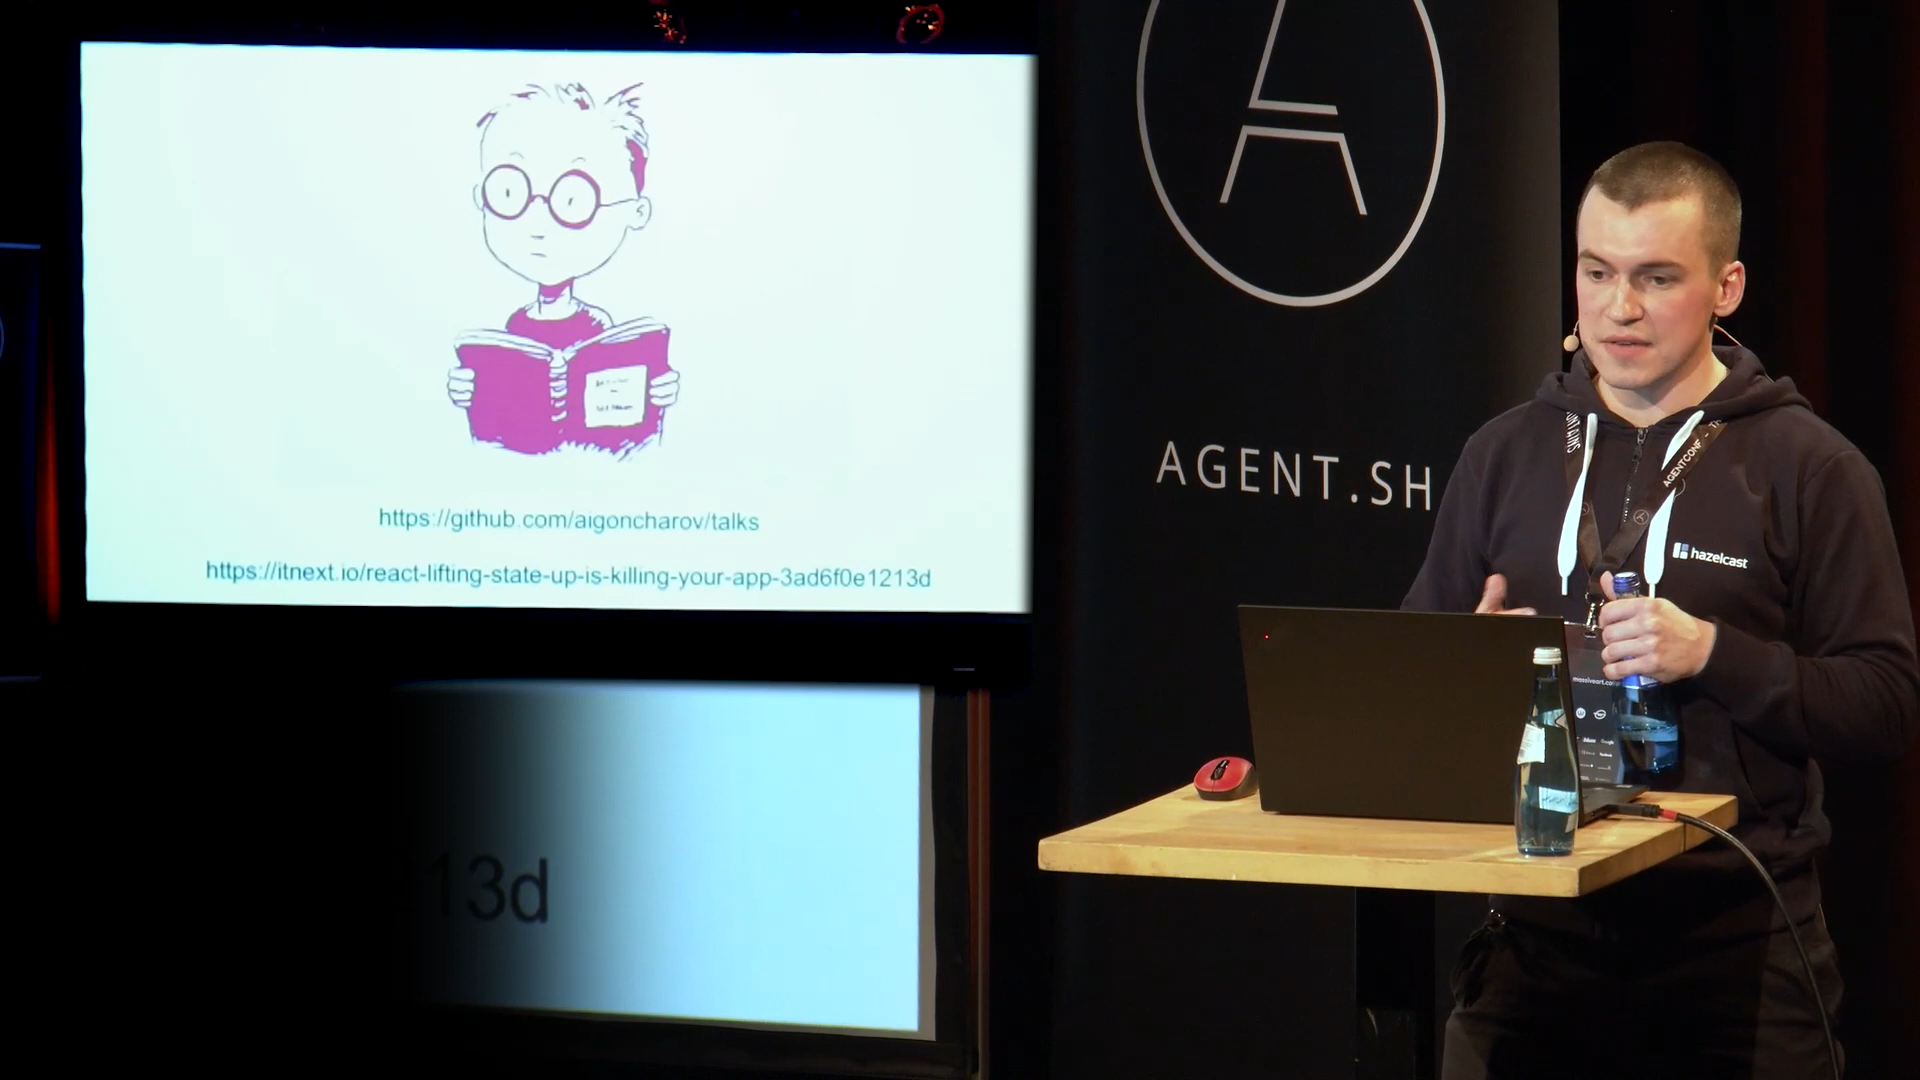 https://github.com/aigoncharov/talks
https://itnext.io/react-lifting-state-up-is-killing-your-app-3ad6f0e1213d
13d
AGENT.SH
AGENTCONF
hazelcast